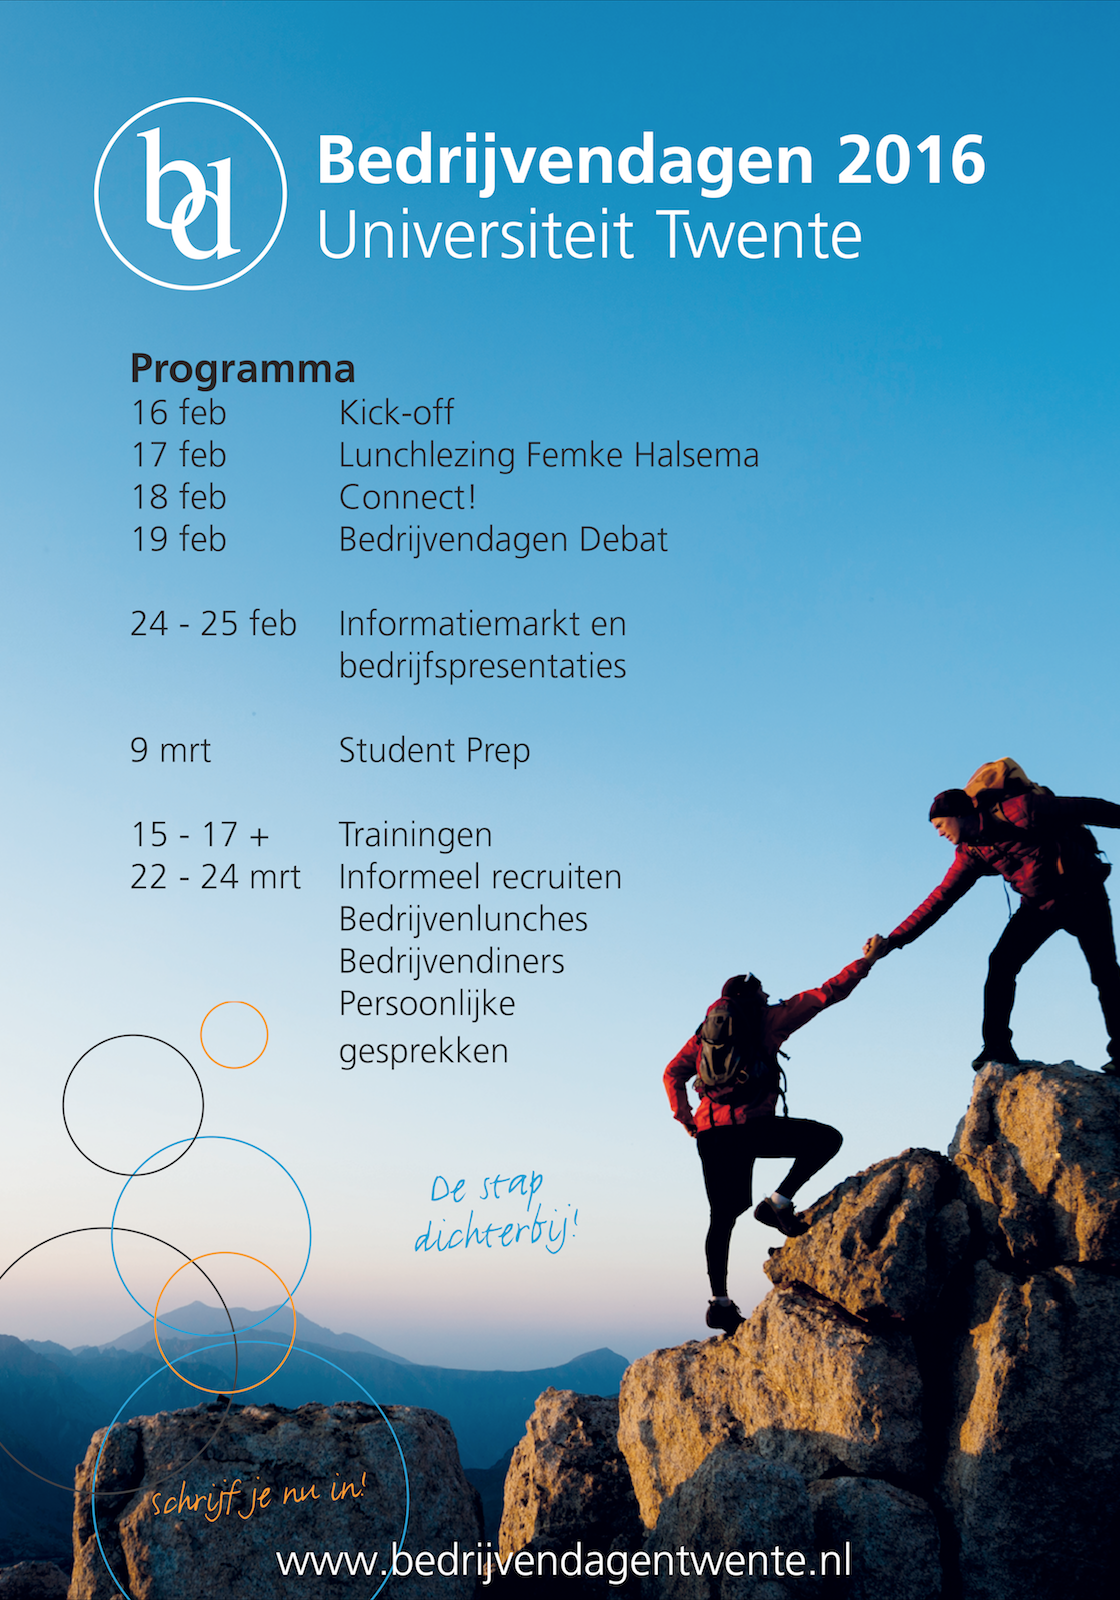 bd
Bedrijvendagen 2016
Universiteit Twente
Programma
16 feb Kick-off
17 feb Lunchlezing Femke Halsema
18 feb Connect!
19 feb Bedrijvendagen Debat
24 - 25 feb Informatiemarkt en
bedrijfspresentaties
9 mrt Student Prep
15 - 17 + Trainingen
22 - 24 mrt Informeel recruiten
Bedrijvenlunches
Bedrijvendiners
Persoonlijke
gesprekken
De stap
dichterbij!
Schrijf je nu in!
www.bedrijvendagentwente.nl